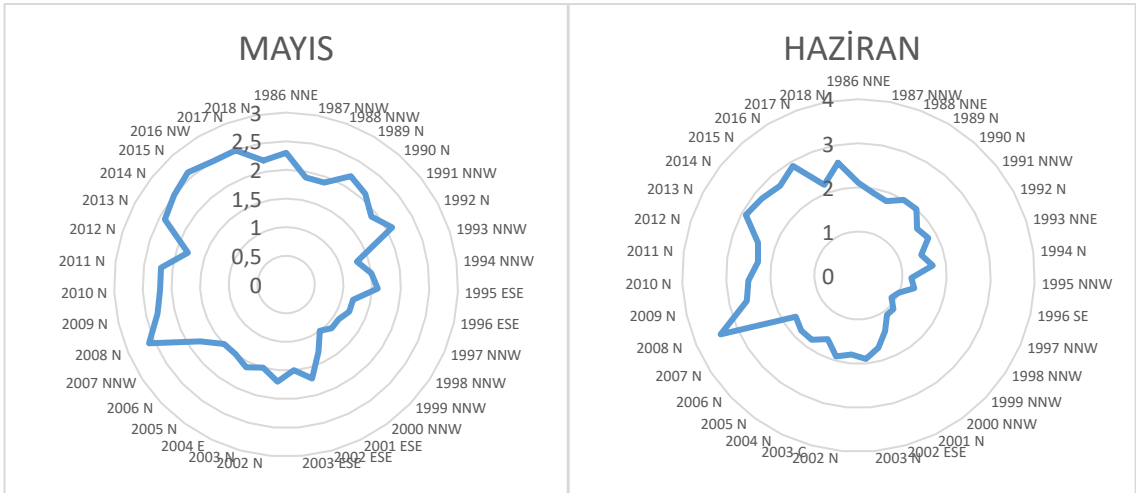 MAYIS
0
0,5
1
1,5
2
2,5
3
1986 NNE
1987 NNW
1988 NNW
1989 N
1990 N
1991 NNW
1992 N
1993 NNW
1994 NNW
1995 ESE
1996 ESE
1997 NNW
1998 NNW
1999 NNW
2000 NNW
2001 ESE
2002 ESE
2003 ESE
2002 N
2003 N
2004 E
2005 N
2006 N
2007 NNW
2008 N
2009 N
2010 N
2011 N
2012 N
2013 N
2014 N
2015 N
2016 NW
2017 N
2018 N
HAZİRAN
0
1
2
3
4
1986 NNE
1987 NNW
1988 NNE
1989 N
1990 N
1991 NNW
1992 N
1993 NNE
1994 N
1995 NNW
1996 SE
1997 NNW
1998 NNW
1999 NNW
2000 NNW
2001 N
2002 ESE
2003 N
2002 N
2003 C
2004 N
2005 N
2006 N
2007 N
2008 N
2009 N
2010 N
2011 N
2012 N
2013 N
2014 N
2015 N
2016 N
2017 N
2018 N